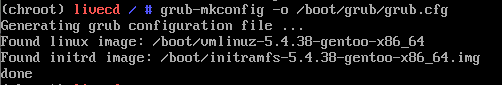 (chroot) livecd / # grub-mkconfig -o /boot/grub/grub.cfg
Generating grub configuration file ...
Found linux image: /boot/vmlinuz-5.4.38-gentoo-x86_64
Found initrd image: /boot/initramfs-5.4.38-gentoo-x86_64.img
done